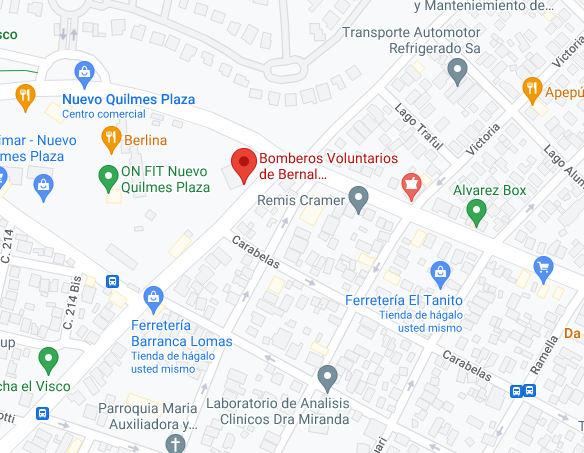 y Mantenimiento de...
Transporte Automotor
Refrigerado Sa
Victoria
sco
Nuevo Quilmes Plaza
Centro comercial
Apepú
Lago Traful
Victoria
Berlina
imar - Nuevo
lmes Plaza
Lago Alum
Bomberos Voluntarios
de Bernal...
ON FIT Nuevo
Quilmes Plaza
Remis Cramer
Alvarez Box
C. 214
Carabelas
C. 214 Bis
Ferretería El Tanito
Tienda de hágalo
usted mismo
Ferretería
Barranca Lomas
Tienda de hágalo
usted mismo
Da
Ramella
up
Carabelas
cha el Visco
Laboratorio de Analisis
Clinicos Dra Miranda
Parroquia Maria
Auxiliadora y...
otti
uari
T